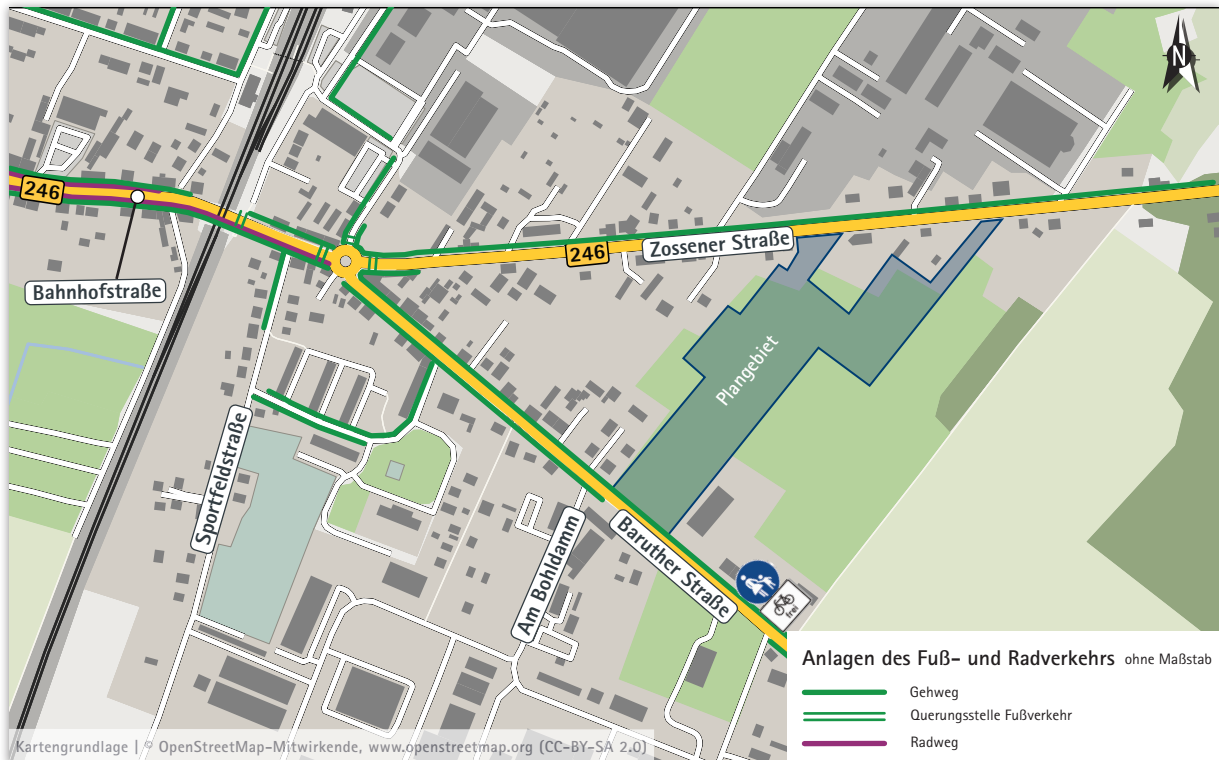 N
246
Bahnhofstraße
246
Zossener Straße
Plangebiet
Sportfeldstraße
Am Bohldamm
Baruther Straße
frei
Anlagen des Fuß- und Radverkehrs ohne Maßstab
Gehweg
Querungsstelle Fußverkehr
Radweg
Kartengrundlage | © OpenStreetMap-Mitwirkende, www.openstreetmap.org (CC-BY-SA 2.0)